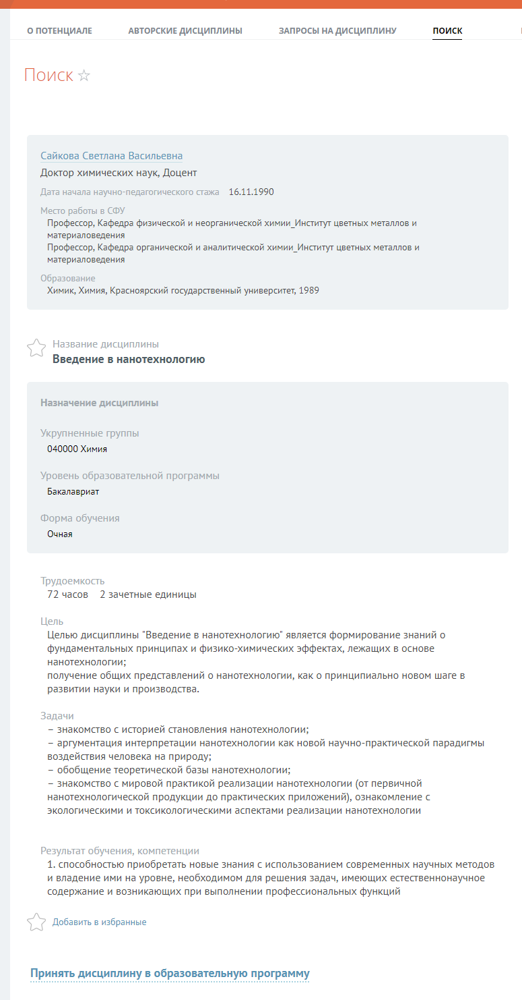 О ПОТЕНЦИАЛЕ АВТОРСКИЕ ДИСЦИПЛИНЫ ЗАПРОСЫ НА ДИСЦИПЛИНУ ПОИСК
Поиск
Сайкова Светлана Васильевна
Доктор химических наук, Доцент
Дата начала научно-педагогического стажа 16.11.1990
Место работы в СФУ
Профессор, Кафедра физической и неорганической химии_Институт цветных металлов и
материаловедения
Профессор, Кафедра органической и аналитической химии_Институт цветных металлов и
материаловедения
Образование
Химик, Химия, Красноярский государственный университет, 1989
Название дисциплины
Введение в нанотехнологию
Назначение дисциплины
Укрупненные группы
040000 Химия
Уровень образовательной программы
Бакалавриат
Форма обучения
Очная
Трудоемкость
72 часов 2 зачетные единицы
Цель
Целью дисциплины "Введение в нанотехнологию" является формирование знаний о
фундаментальных принципах и физико-химических эффектах, лежащих в основе
нанотехнологии;
получение общих представлений о нанотехнологии, как о принципиально новом шаге в
развитии науки и производства.
Задачи
– знакомство с историей становления нанотехнологии;
– аргументация интерпретации нанотехнологии как новой научно-практической парадигмы
воздействия человека на природу;
– обобщение теоретической базы нанотехнологии;
– знакомство с мировой практикой реализации нанотехнологии (от первичной
нанотехнологической продукции до практических приложений), ознакомление с
экологическими и токсикологическими аспектами реализации нанотехнологии
Результат обучения, компетенции
1. способностью приобретать новые знания с использованием современных научных методов
и владение ими на уровне, необходимом для решения задач, имеющих естественнонаучное
содержание и возникающих при выполнении профессиональных функций
Добавить в избранные
Принять дисциплину в образовательную программу